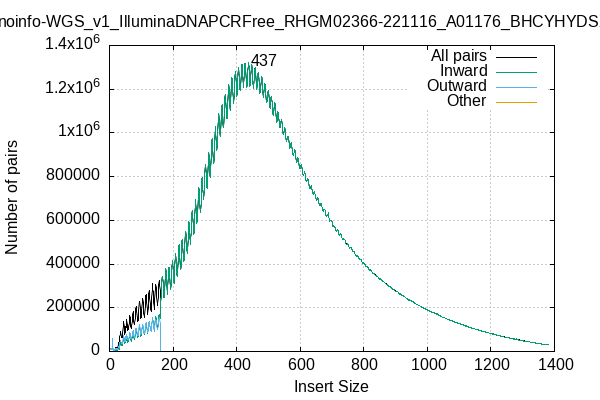 noinfo-WGS_v1_IlluminaDNAPCRFree_RHGM02366-221116_A01176_BHCYHYDS
1.4x10^6
1.2x10^6
1x10^6
800000
600000
400000
200000
0
Number of pairs
437
All pairs
Inward
Outward
Other
0 200 400 600 800 1000 1200 1400
Insert Size